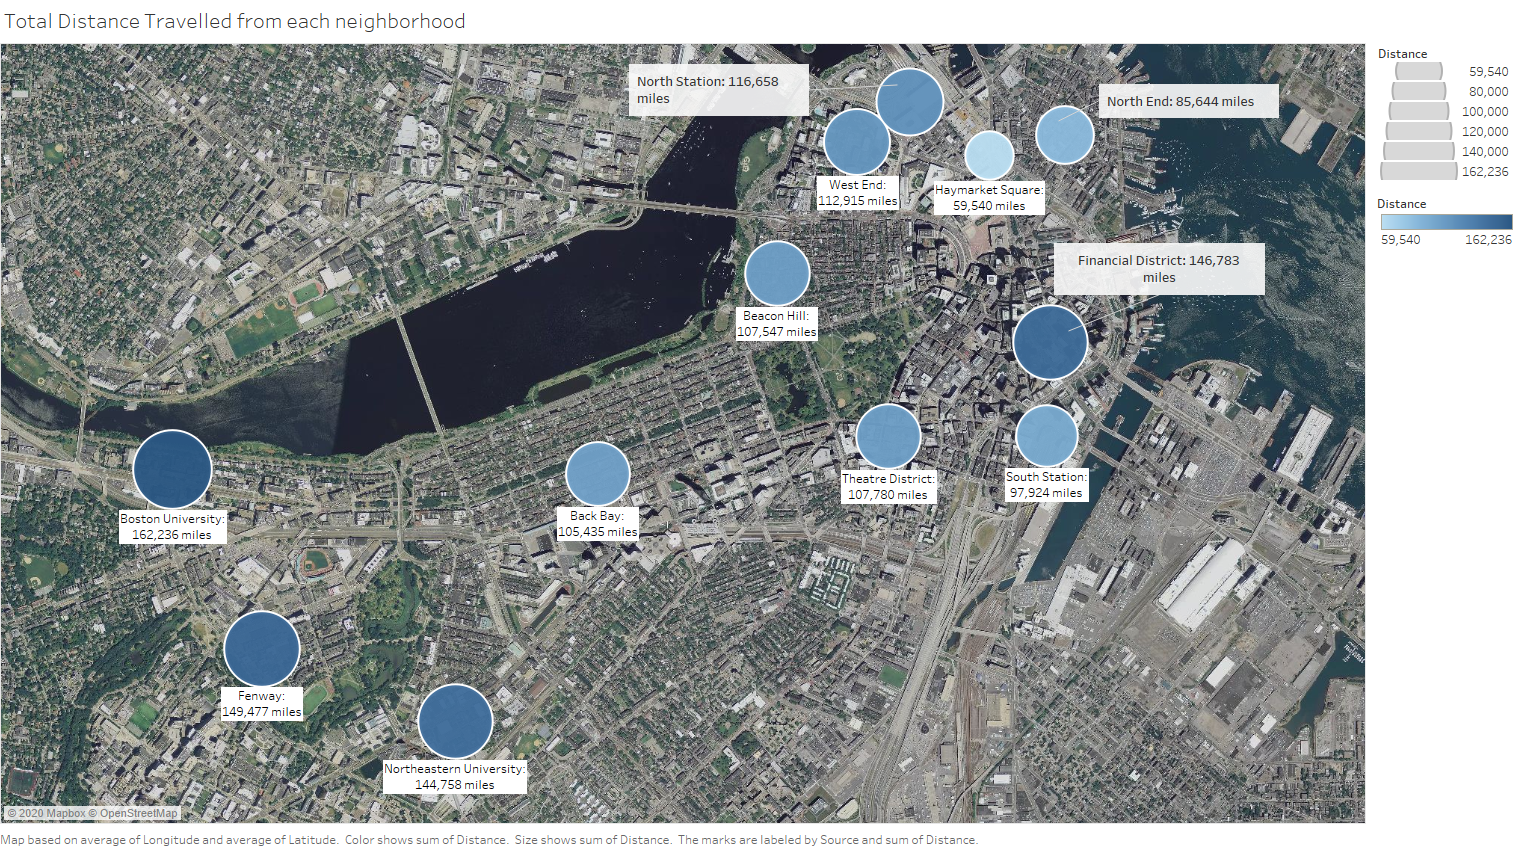 Total Distance Travelled from each neighborhood
North Station: 116,658
miles
North End: 85,644 miles
West End:
112,915 miles
Haymarket Square:
59,540 miles
Financial District: 146,783
miles
Beacon Hill:
107,547 miles
Theatre District:
107,780 miles
South Station:
97,924 miles
Boston University:
162,236 miles
Back Bay:
105,435 miles
Fenway:
149,477 miles
Northeastern University:
144,758 miles
© 2020 Mapbox © OpenStreetMap
Distance
59,540
80,000
100,000
120,000
140,000
162,236
Distance
59,540 162,236
Map based on average of Longitude and average of Latitude. Color shows sum of Distance. Size shows sum of Distance. The marks are labeled by Source and sum of Distance.